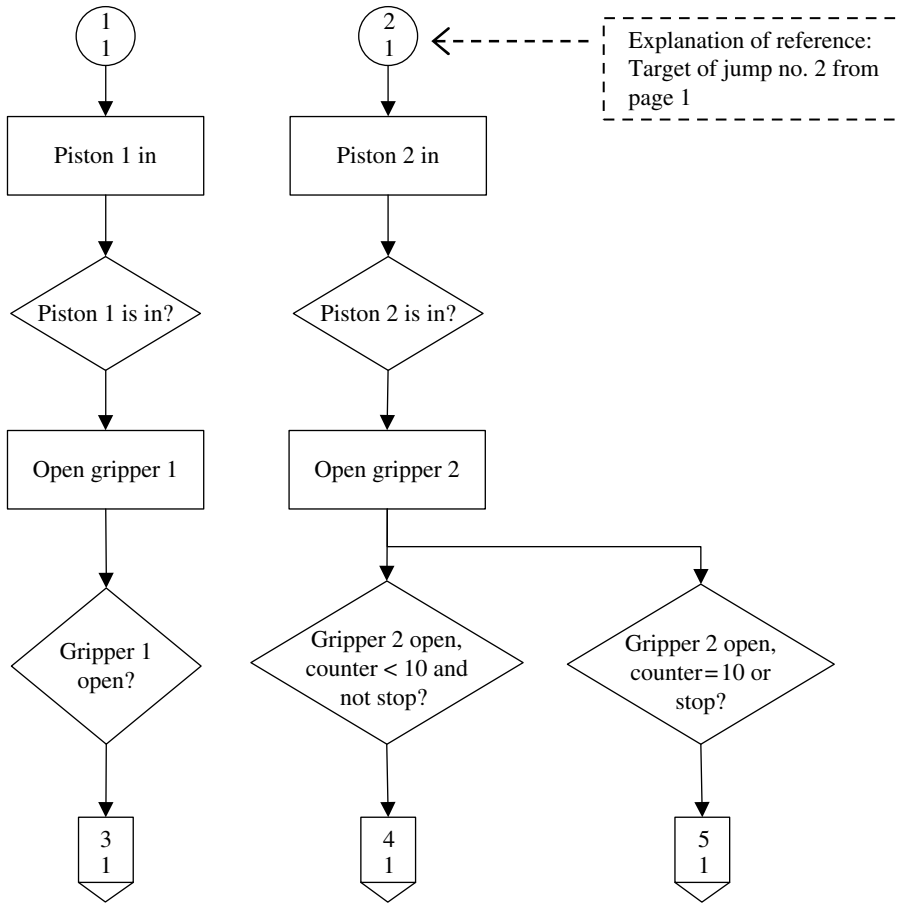 1
1
2
1
Explanation of reference:
Target of jump no. 2 from
page 1
Piston 1 in
Piston 2 in
Piston 1 is in?
Piston 2 is in?
Open gripper 1
Open gripper 2
Gripper 1
open?
Gripper 2 open,
counter < 10 and
not stop?
Gripper 2 open,
counter=10 or
stop?
3
1
4
1
5
1